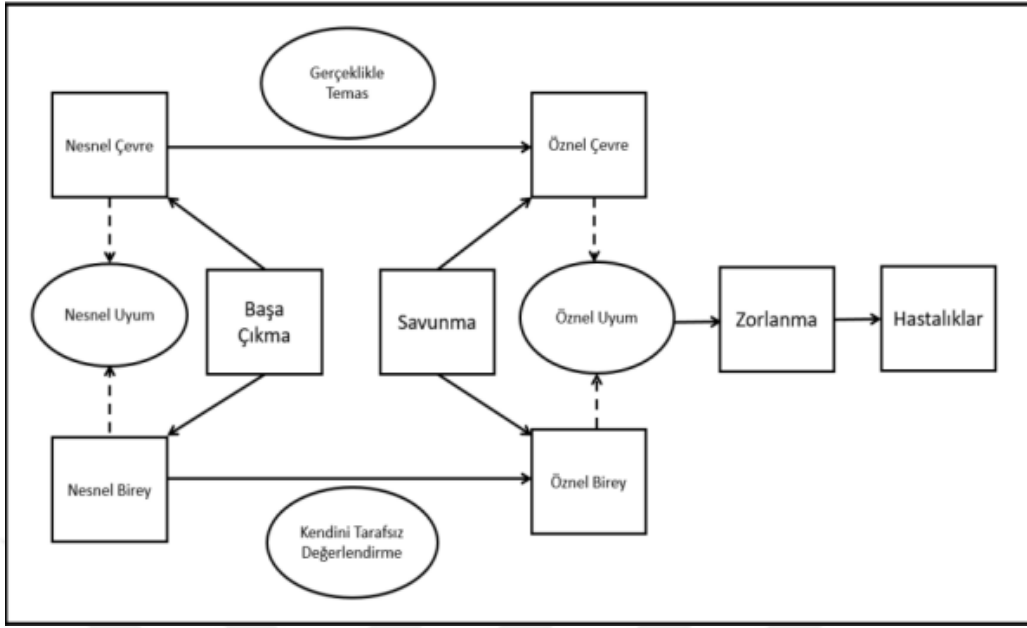 Gerçeklikle
Temas
Nesnel Çevre
Öznel Çevre
Nesnel Uyum
Başa
Çıkma
Savunma
Öznel Uyum
Zorlanma
Hastalıklar
Nesnel Birey
Öznel Birey
Kendini Tarafsız
Değerlendirme